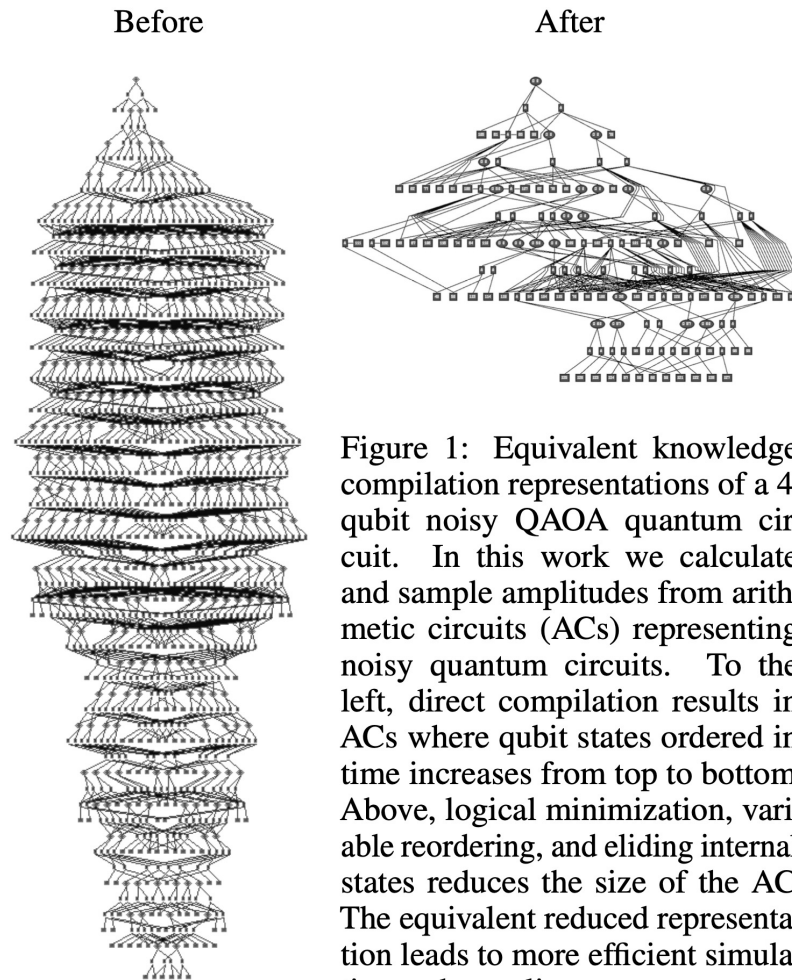 Before
After
Figure 1: Equivalent knowledge
compilation representations of a 4
qubit noisy QAOA quantum cir
cuit. In this work we calculate
and sample amplitudes from arith
metic circuits (ACs) representing
noisy quantum circuits. To the
left, direct compilation results in
ACs where qubit states ordered in
time increases from top to bottom
Above, logical minimization, vari
able reordering, and eliding internal
states reduces the size of the AC
The equivalent reduced representa
tion leads to more efficient simula